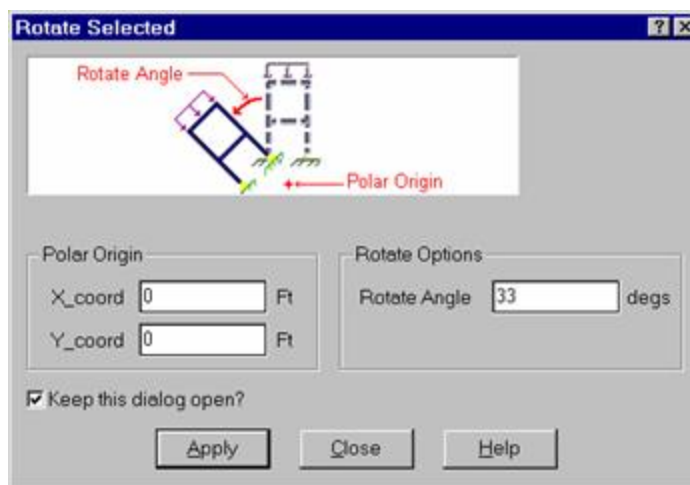 Rotate Selected
Rotate Angle
Polar Origin
Polar Origin
X_coord 0 Ft
Y_coord 0 Ft
Rotate Options
Rotate Angle 33 degs
Keep this dialog open?
Apply Close Help